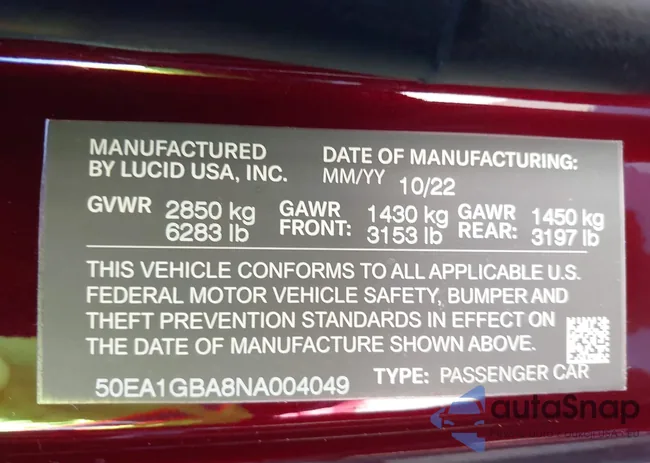 MANUFACTURED
BY LUCID USA, INC.
DATE OF MANUFACTURING:
MM/YY 10/22
GVWR 2850 kg
6283 lb
GAWR FRONT: 1430 kg
3153 lb
GAWR REAR: 1450 kg
3197 lb
THIS VEHICLE CONFORMS TO ALL APPLICABLE U.S.
FEDERAL MOTOR VEHICLE SAFETY, BUMPER AND
THEFT PREVENTION STANDARDS IN EFFECT ON
THE DATE OF MANUFACTURE SHOWN ABOVE.
50EA1GBA8NA004049
TYPE: PASSENGER CAR
autaSnap